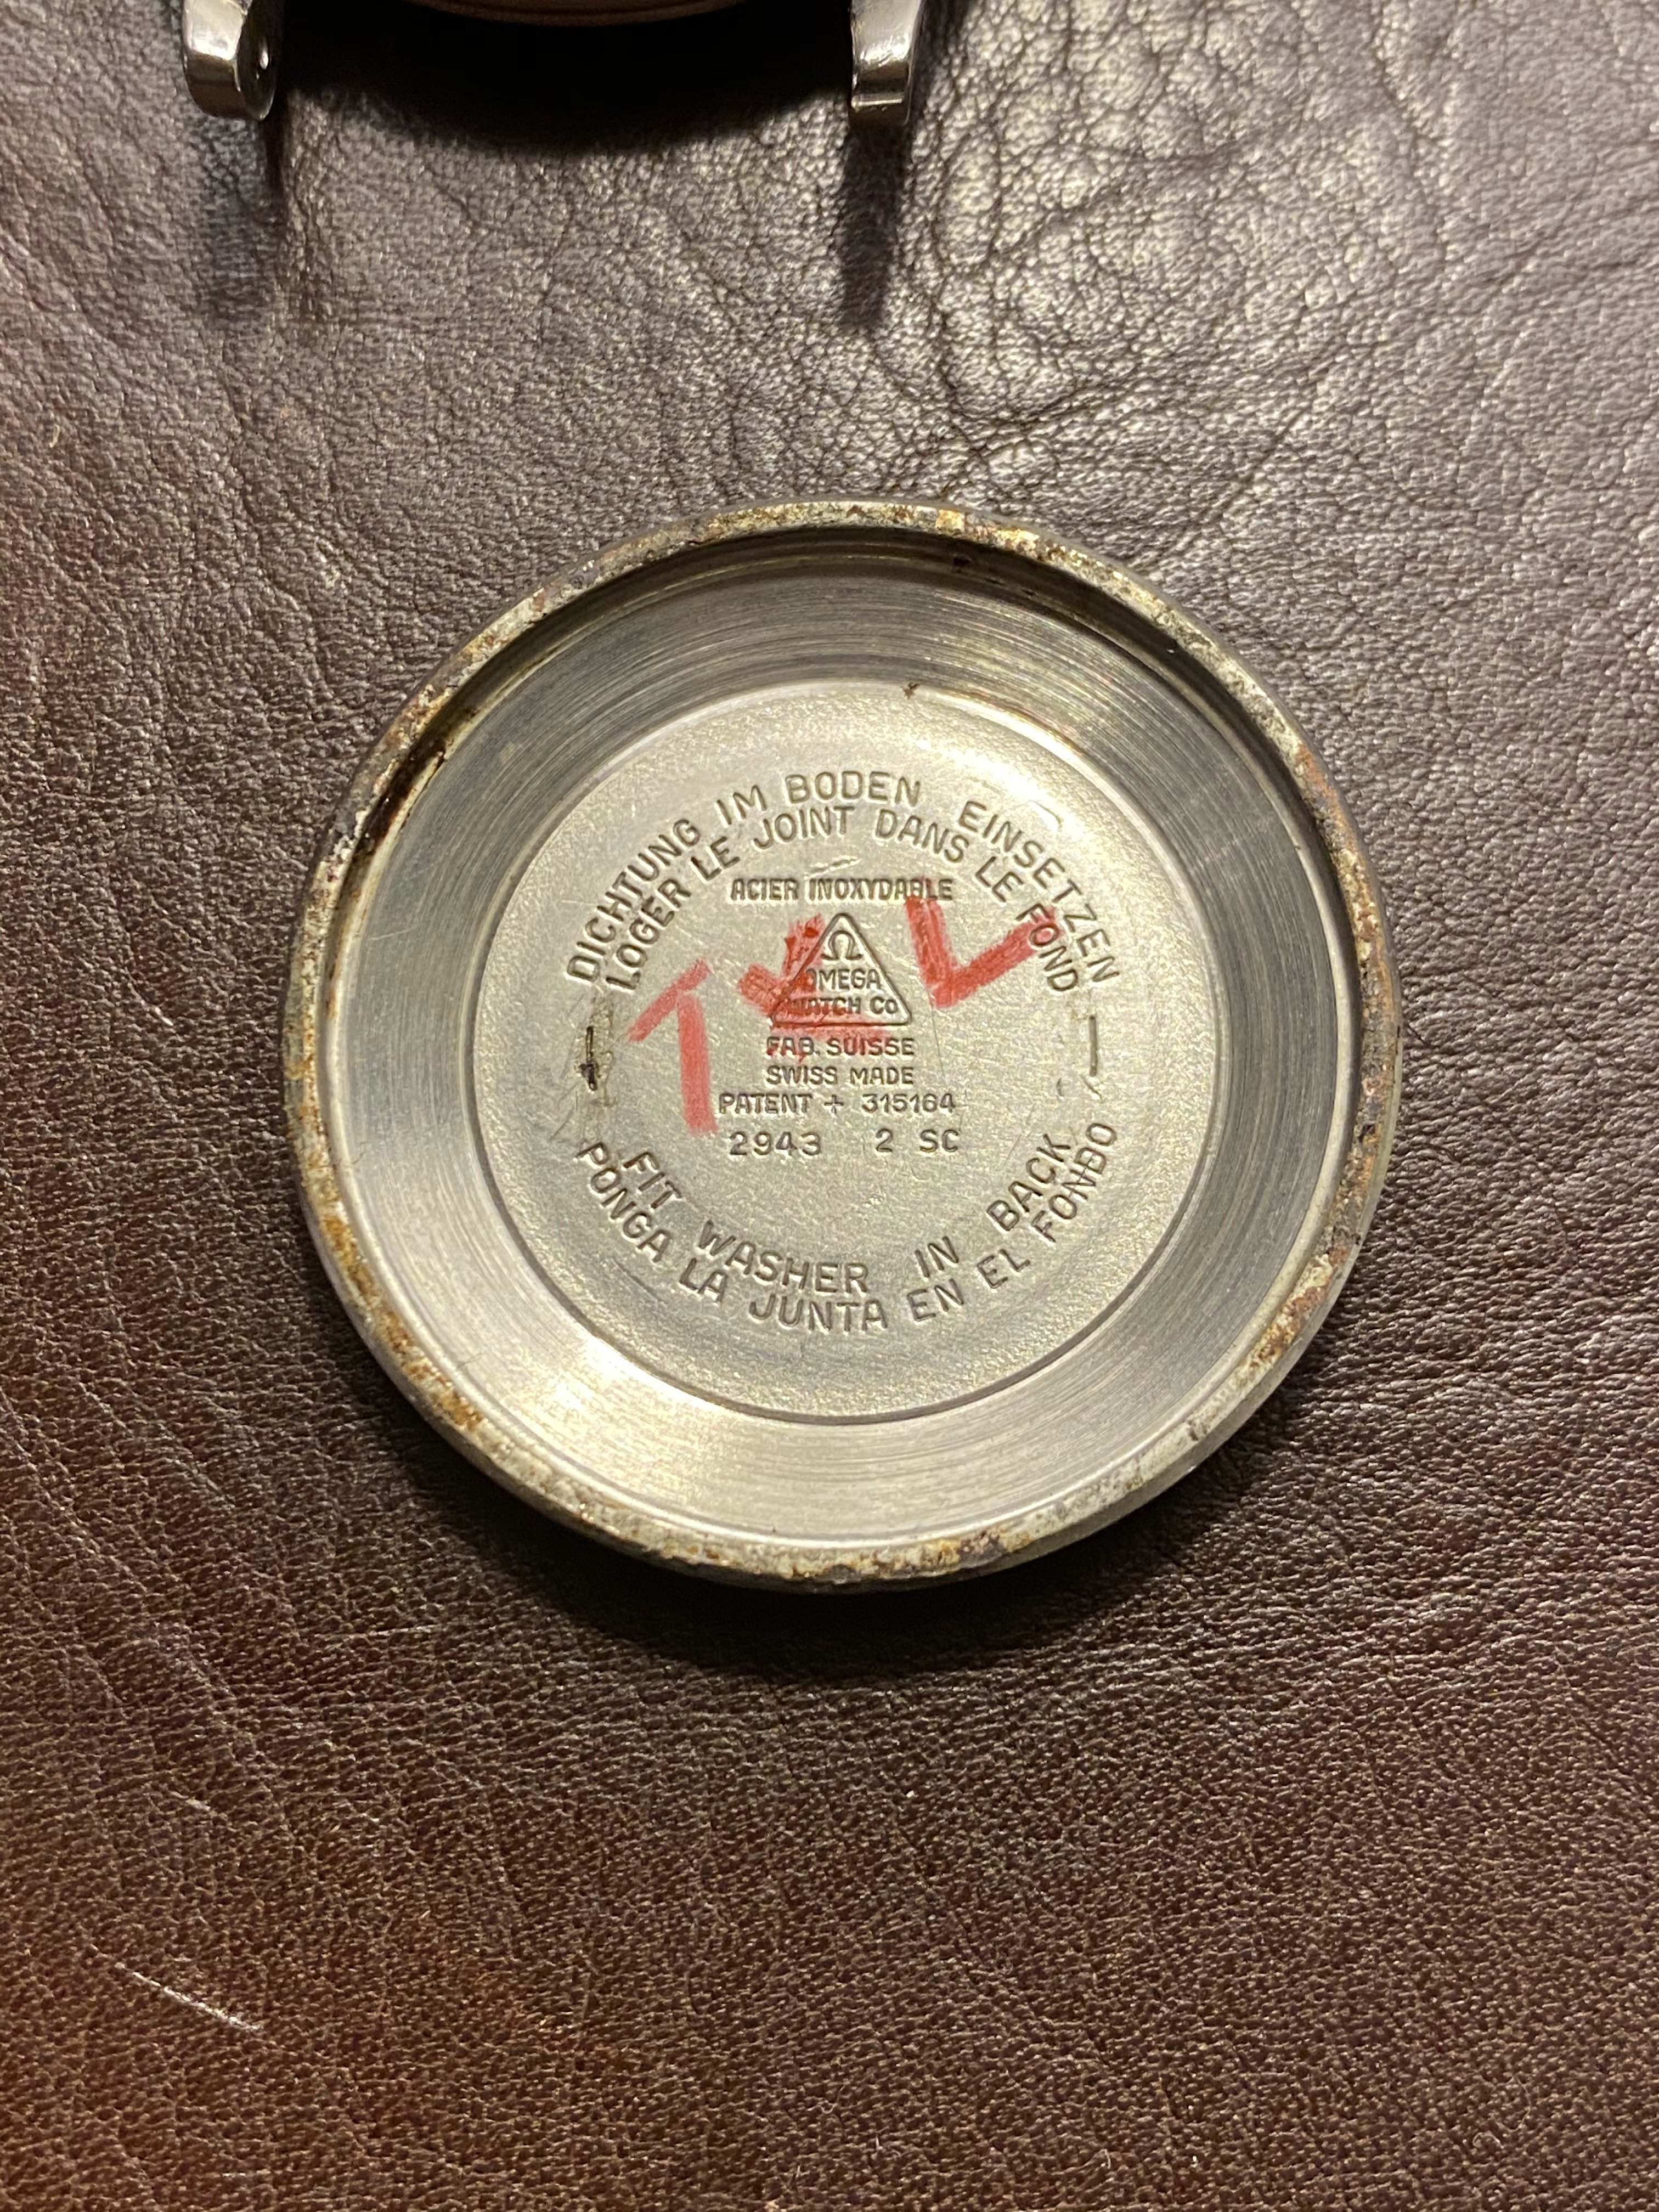 DICHTUNG IM BODEN EINSETZEN
LOGER LE JOINT DANS LE FOND
ACIER INOXYDABLE
Ω
OMEGA
WATCH Co
FAB. SUISSE
SWISS MADE
PATENT + 315164
2943 2 SC
FIT WASHER IN BACK
PONGA LA JUNTA EN EL FONDO